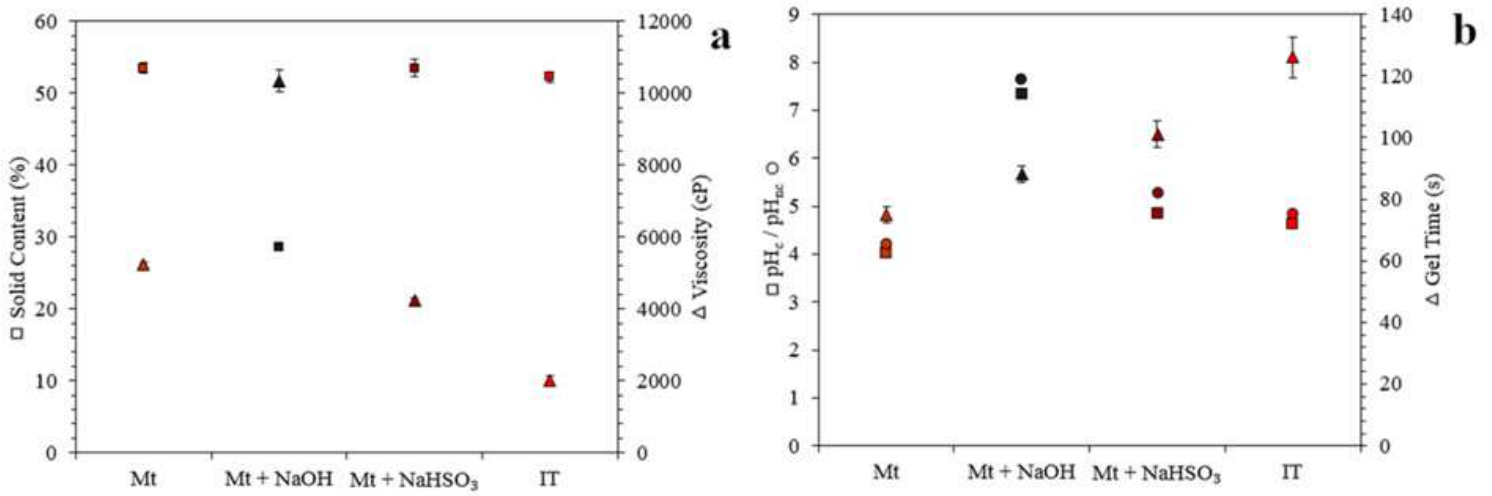 a
60
50
40
30
20
10
0
□ Solid Content (%)
12000
10000
8000
6000
4000
2000
0
Δ Viscosity (cP)
Mt
Mt + NaOH
Mt + NaHSO₃
IT
b
9
8
7
6
5
4
3
2
1
0
□ pH꜀ / pHₙ꜀ ○
140
120
100
80
60
40
20
0
Δ Gel Time (s)
Mt
Mt + NaOH
Mt + NaHSO₃
IT